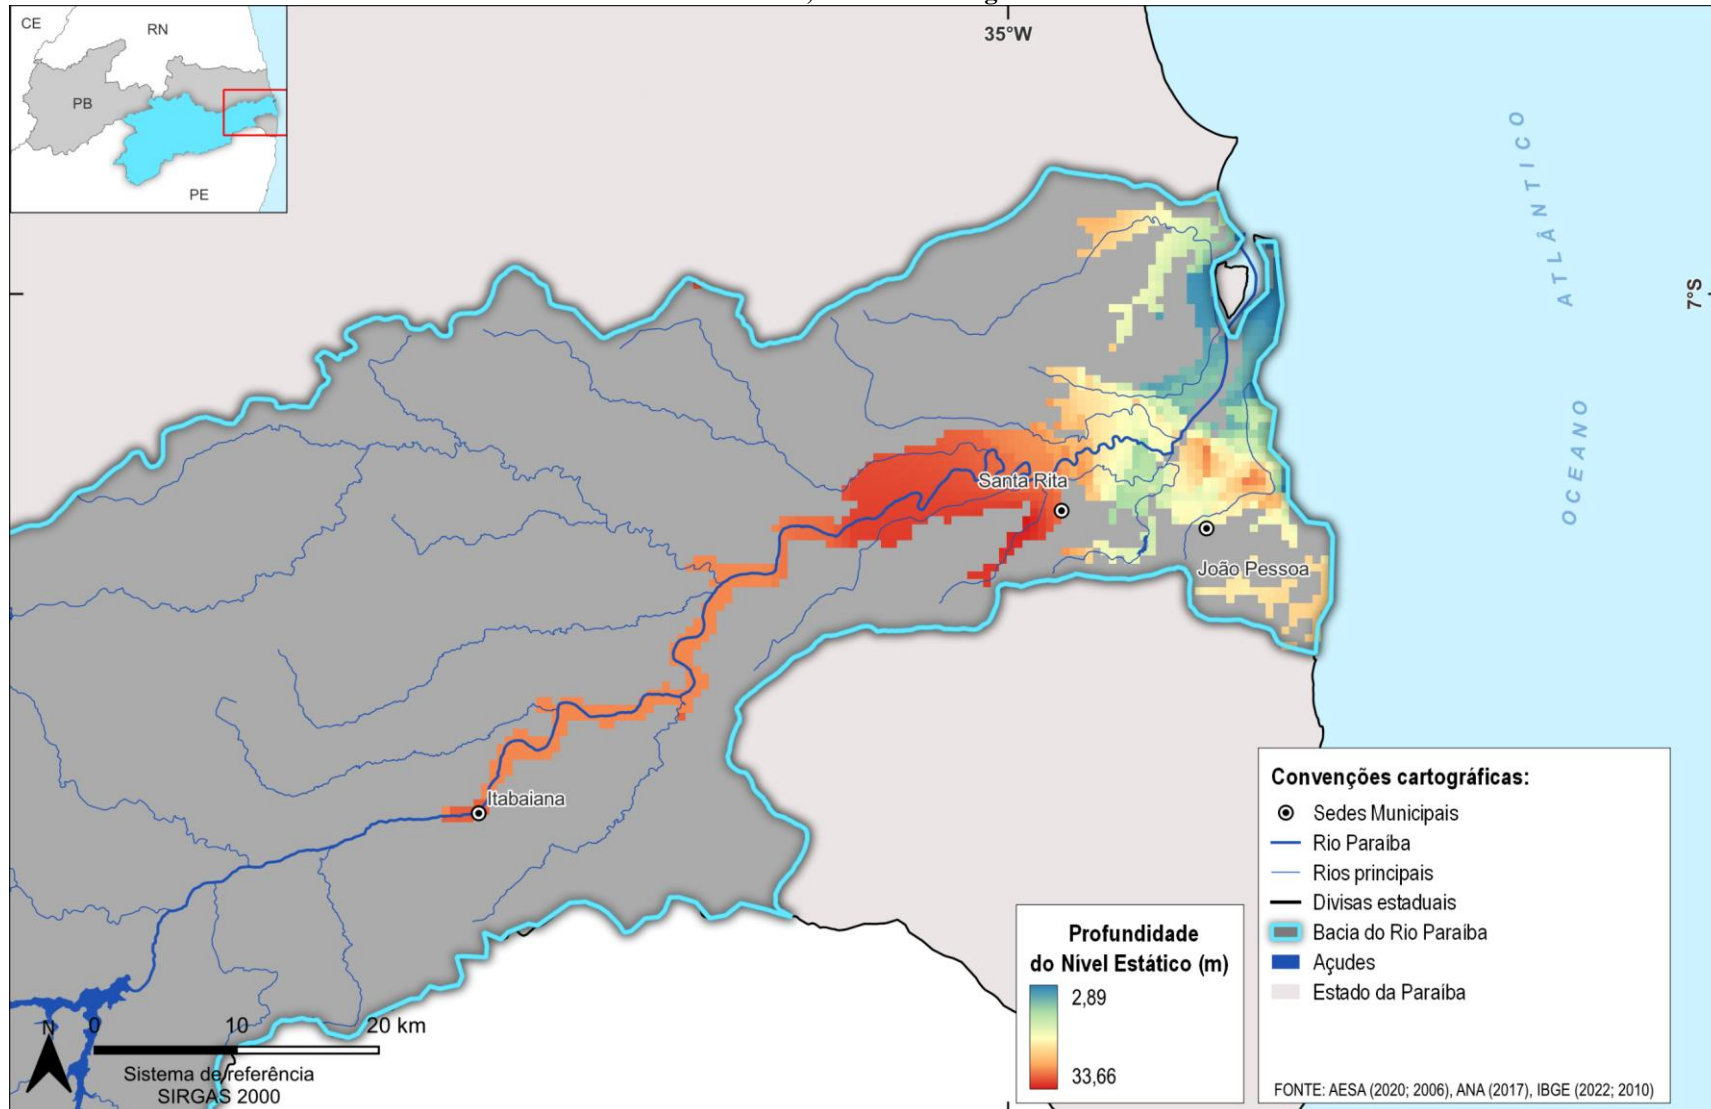 CE
RN
PB
PE
35°W
7°S
OCEANO ATLÂNTICO
Santa Rita
João Pessoa
Itabaiana
N
0 10 20 km
Sistema de referência
SIRGAS 2000
Profundidade
do Nível Estático (m)
2,89
33,66
Convenções cartográficas:
Sedes Municipais
Rio Paraíba
Rios principais
Divisas estaduais
Bacia do Rio Paraíba
Açudes
Estado da Paraíba
FONTE: AESA (2020; 2006), ANA (2017), IBGE (2022; 2010)